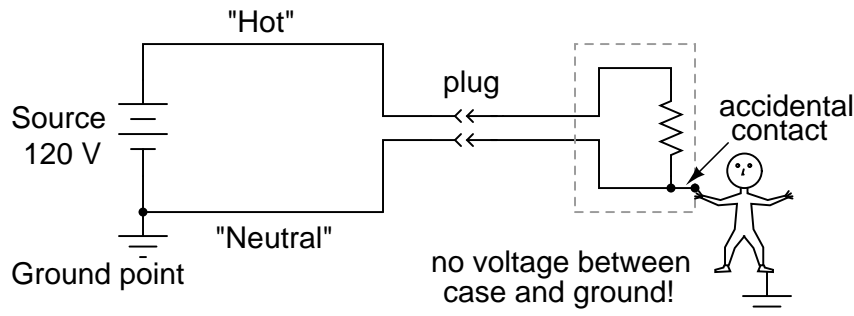 "Hot"
plug
Source
120 V
accidental
contact
"Neutral"
Ground point
no voltage between
case and ground!